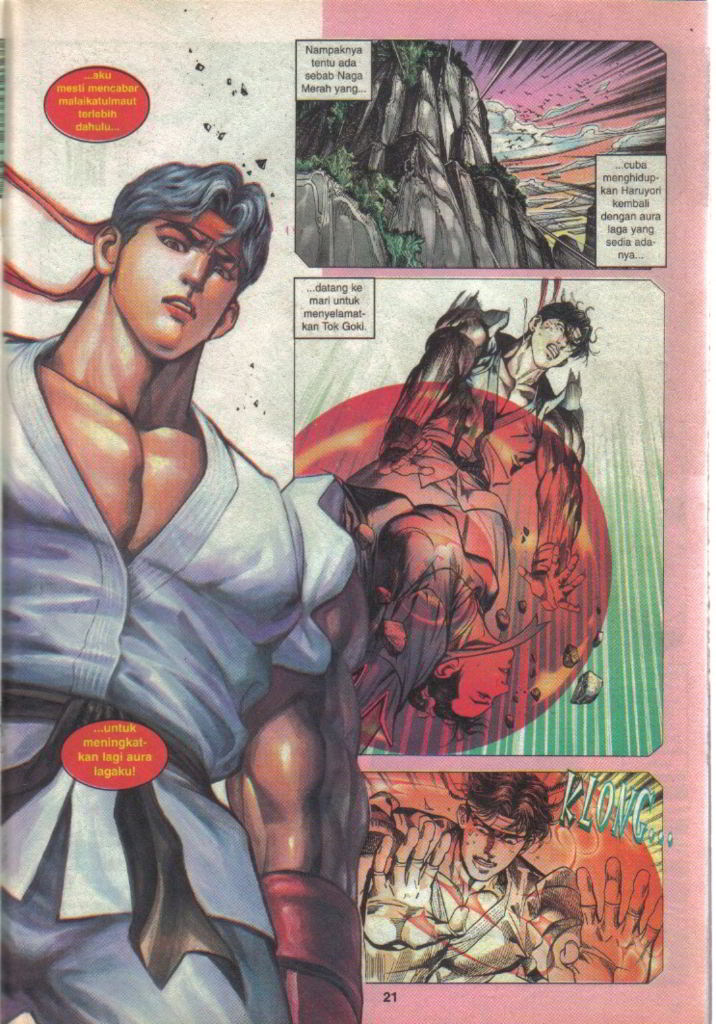 ...aku
mesti mencabar
malaikatulmaut
terlebih
dahulu...
Nampaknya
tentu ada
sebab Naga
Merah yang...
...cuba
menghidup-
kan Haruyori
kembali
dengan aura
laga yang
sedia ada-
nya...
...datang ke
mari untuk
menyelamat-
kan Tok Goki.
...untuk
meningkat-
kan lagi aura
lagaku!
KLONG...
21